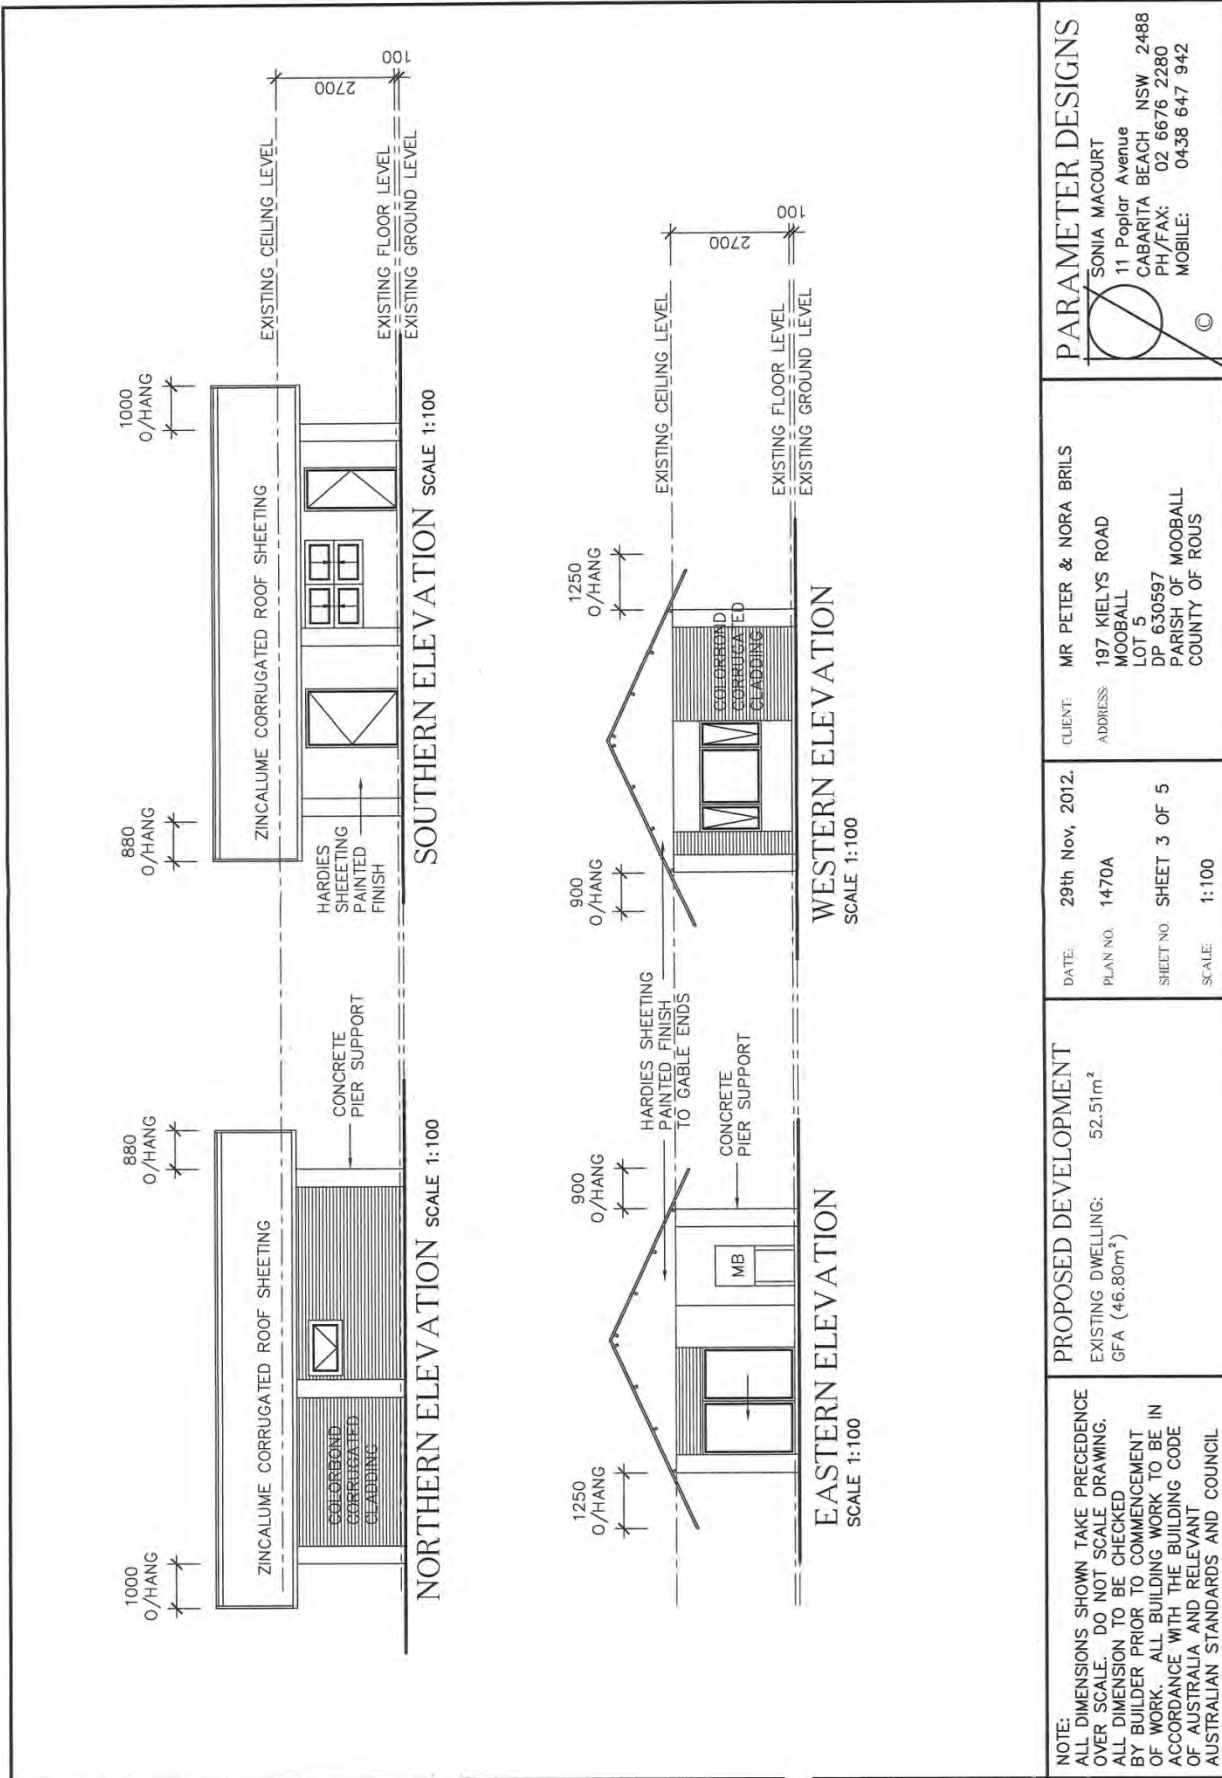 1000
O/HANG
880
O/HANG
ZINCALUME CORRUGATED ROOF SHEETING
COLORBOND
CORRUGATED
CLADDING
CONCRETE
PIER SUPPORT
NORTHERN ELEVATION SCALE 1:100
880
O/HANG
1000
O/HANG
ZINCALUME CORRUGATED ROOF SHEETING
HARDIES
SHEEETING
PAINTED
FINISH
EXISTING CEILING LEVEL
2700
EXISTING FLOOR LEVEL
100
EXISTING GROUND LEVEL
SOUTHERN ELEVATION SCALE 1:100
1250
O/HANG
900
O/HANG
HARDIES SHEETING
PAINTED FINISH
TO GABLE ENDS
MB
CONCRETE
PIER SUPPORT
EASTERN ELEVATION
SCALE 1:100
900
O/HANG
1250
O/HANG
COLORBOND
CORRUGATED
CLADDING
EXISTING CEILING LEVEL
2700
EXISTING FLOOR LEVEL
100
EXISTING GROUND LEVEL
WESTERN ELEVATION
SCALE 1:100
NOTE:
ALL DIMENSIONS SHOWN TAKE PRECEDENCE
OVER SCALE. DO NOT SCALE DRAWING.
ALL DIMENSION TO BE CHECKED
BY BUILDER PRIOR TO COMMENCEMENT
OF WORK. ALL BUILDING WORK TO BE IN
ACCORDANCE WITH THE BUILDING CODE
OF AUSTRALIA AND RELEVANT
AUSTRALIAN STANDARDS AND COUNCIL
PROPOSED DEVELOPMENT
EXISTING DWELLING: 52.51m²
GFA (46.80m²)
DATE: 29th Nov, 2012.
PLAN NO. 1470A
SHEET NO. SHEET 3 OF 5
SCALE: 1:100
CLIENT: MR PETER & NORA BRILS
ADDRESS: 197 KIELYS ROAD
MOOBALL
LOT 5
DP 630597
PARISH OF MOOBALL
COUNTY OF ROUS
PARAMETER DESIGNS
SONIA MACOURT
11 Poplar Avenue
CABARITA BEACH NSW 2488
PH/FAX: 02 6676 2280
MOBILE: 0438 647 942
©